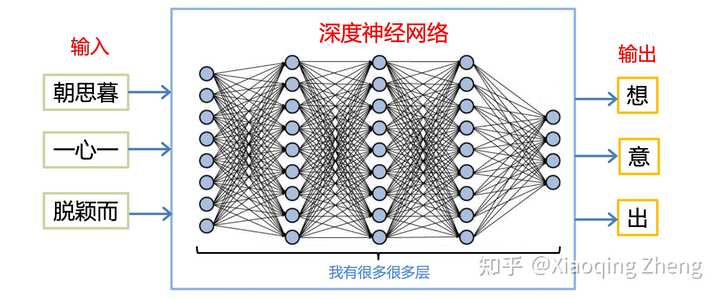 深度神经网络
输入
输出
朝思暮
想
一心一
意
脱颖而
出
我有很多很多层
知乎 @Xiaoqing Zheng